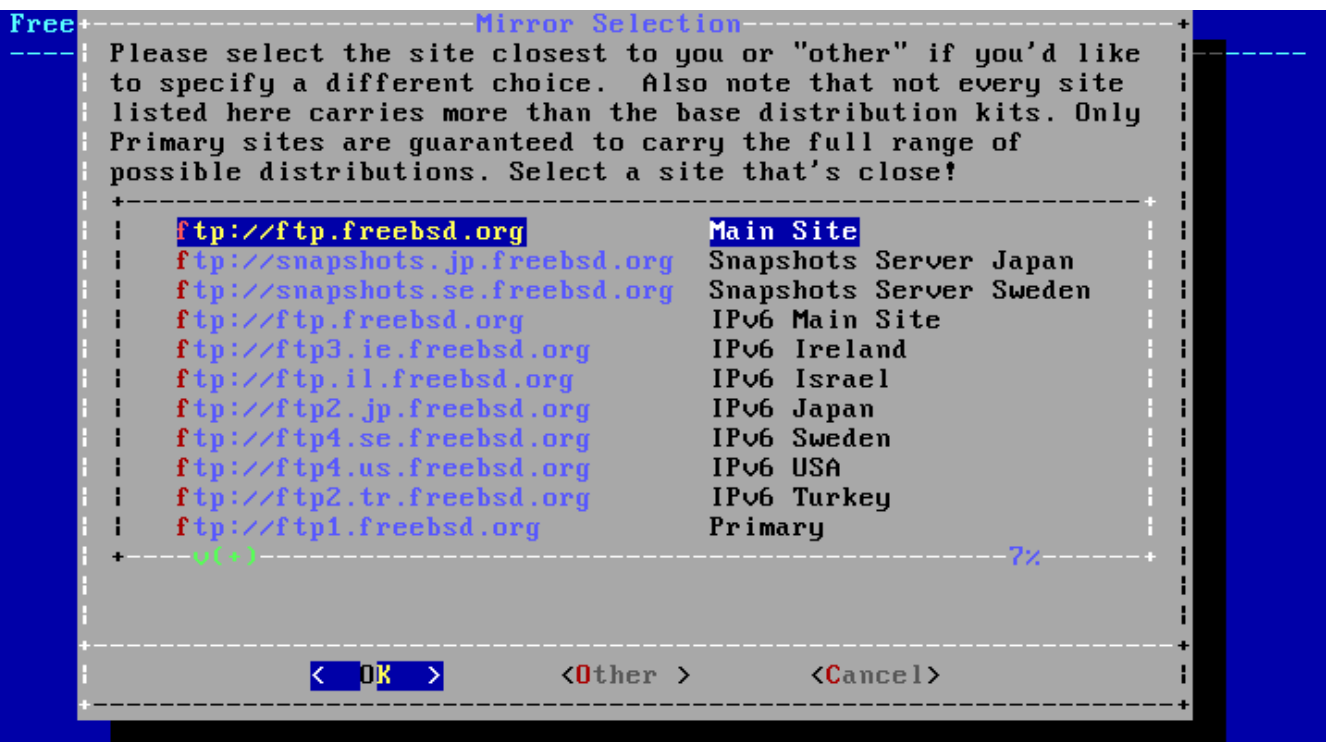 Free
Mirror Selection
Please select the site closest to you or "other" if you'd like
to specify a different choice.  Also note that not every site
listed here carries more than the base distribution kits. Only
Primary sites are guaranteed to carry the full range of
possible distributions. Select a site that's close!
ftp://ftp.freebsd.org Main Site
ftp://snapshots.jp.freebsd.org Snapshots Server Japan
ftp://snapshots.se.freebsd.org Snapshots Server Sweden
ftp://ftp.freebsd.org IPv6 Main Site
ftp://ftp3.ie.freebsd.org IPv6 Ireland
ftp://ftp.il.freebsd.org IPv6 Israel
ftp://ftp2.jp.freebsd.org IPv6 Japan
ftp://ftp4.se.freebsd.org IPv6 Sweden
ftp://ftp4.us.freebsd.org IPv6 USA
ftp://ftp2.tr.freebsd.org IPv6 Turkey
ftp://ftp1.freebsd.org Primary
v(+) 7%
<  OK  > <Other > <Cancel>